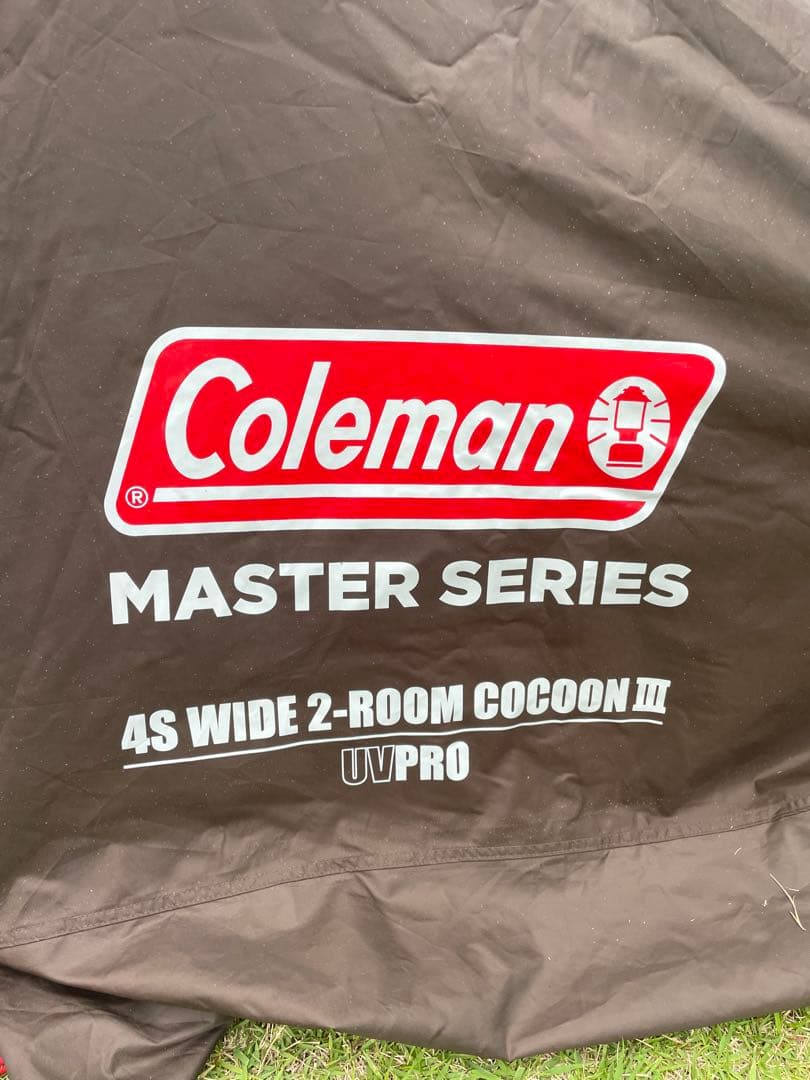 Coleman
®
MASTER SERIES
4S WIDE 2-ROOM COCOON III
UVPRO